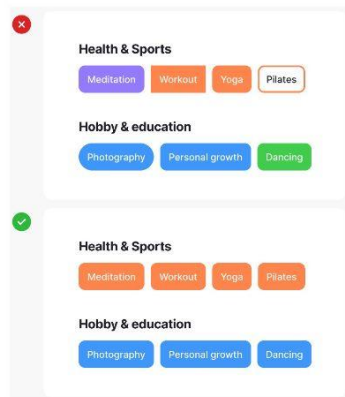 Health & Sports
Meditation Workout Yoga Pilates
Hobby & education
Photography Personal growth Dancing
Health & Sports
Meditation Workout Yoga Pilates
Hobby & education
Photography Personal growth Dancing